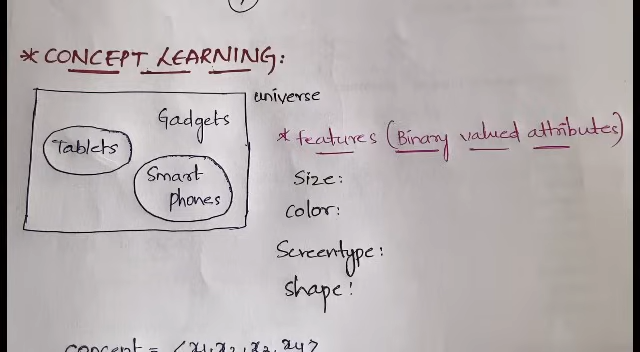 1
* CONCEPT LEARNING:
universe
Gadgets
Tablets
Smart
phones
* features (Binary valued attributes)
Size:
color:
Screentype:
shape:
concept = <x1, x2, x3, x4>